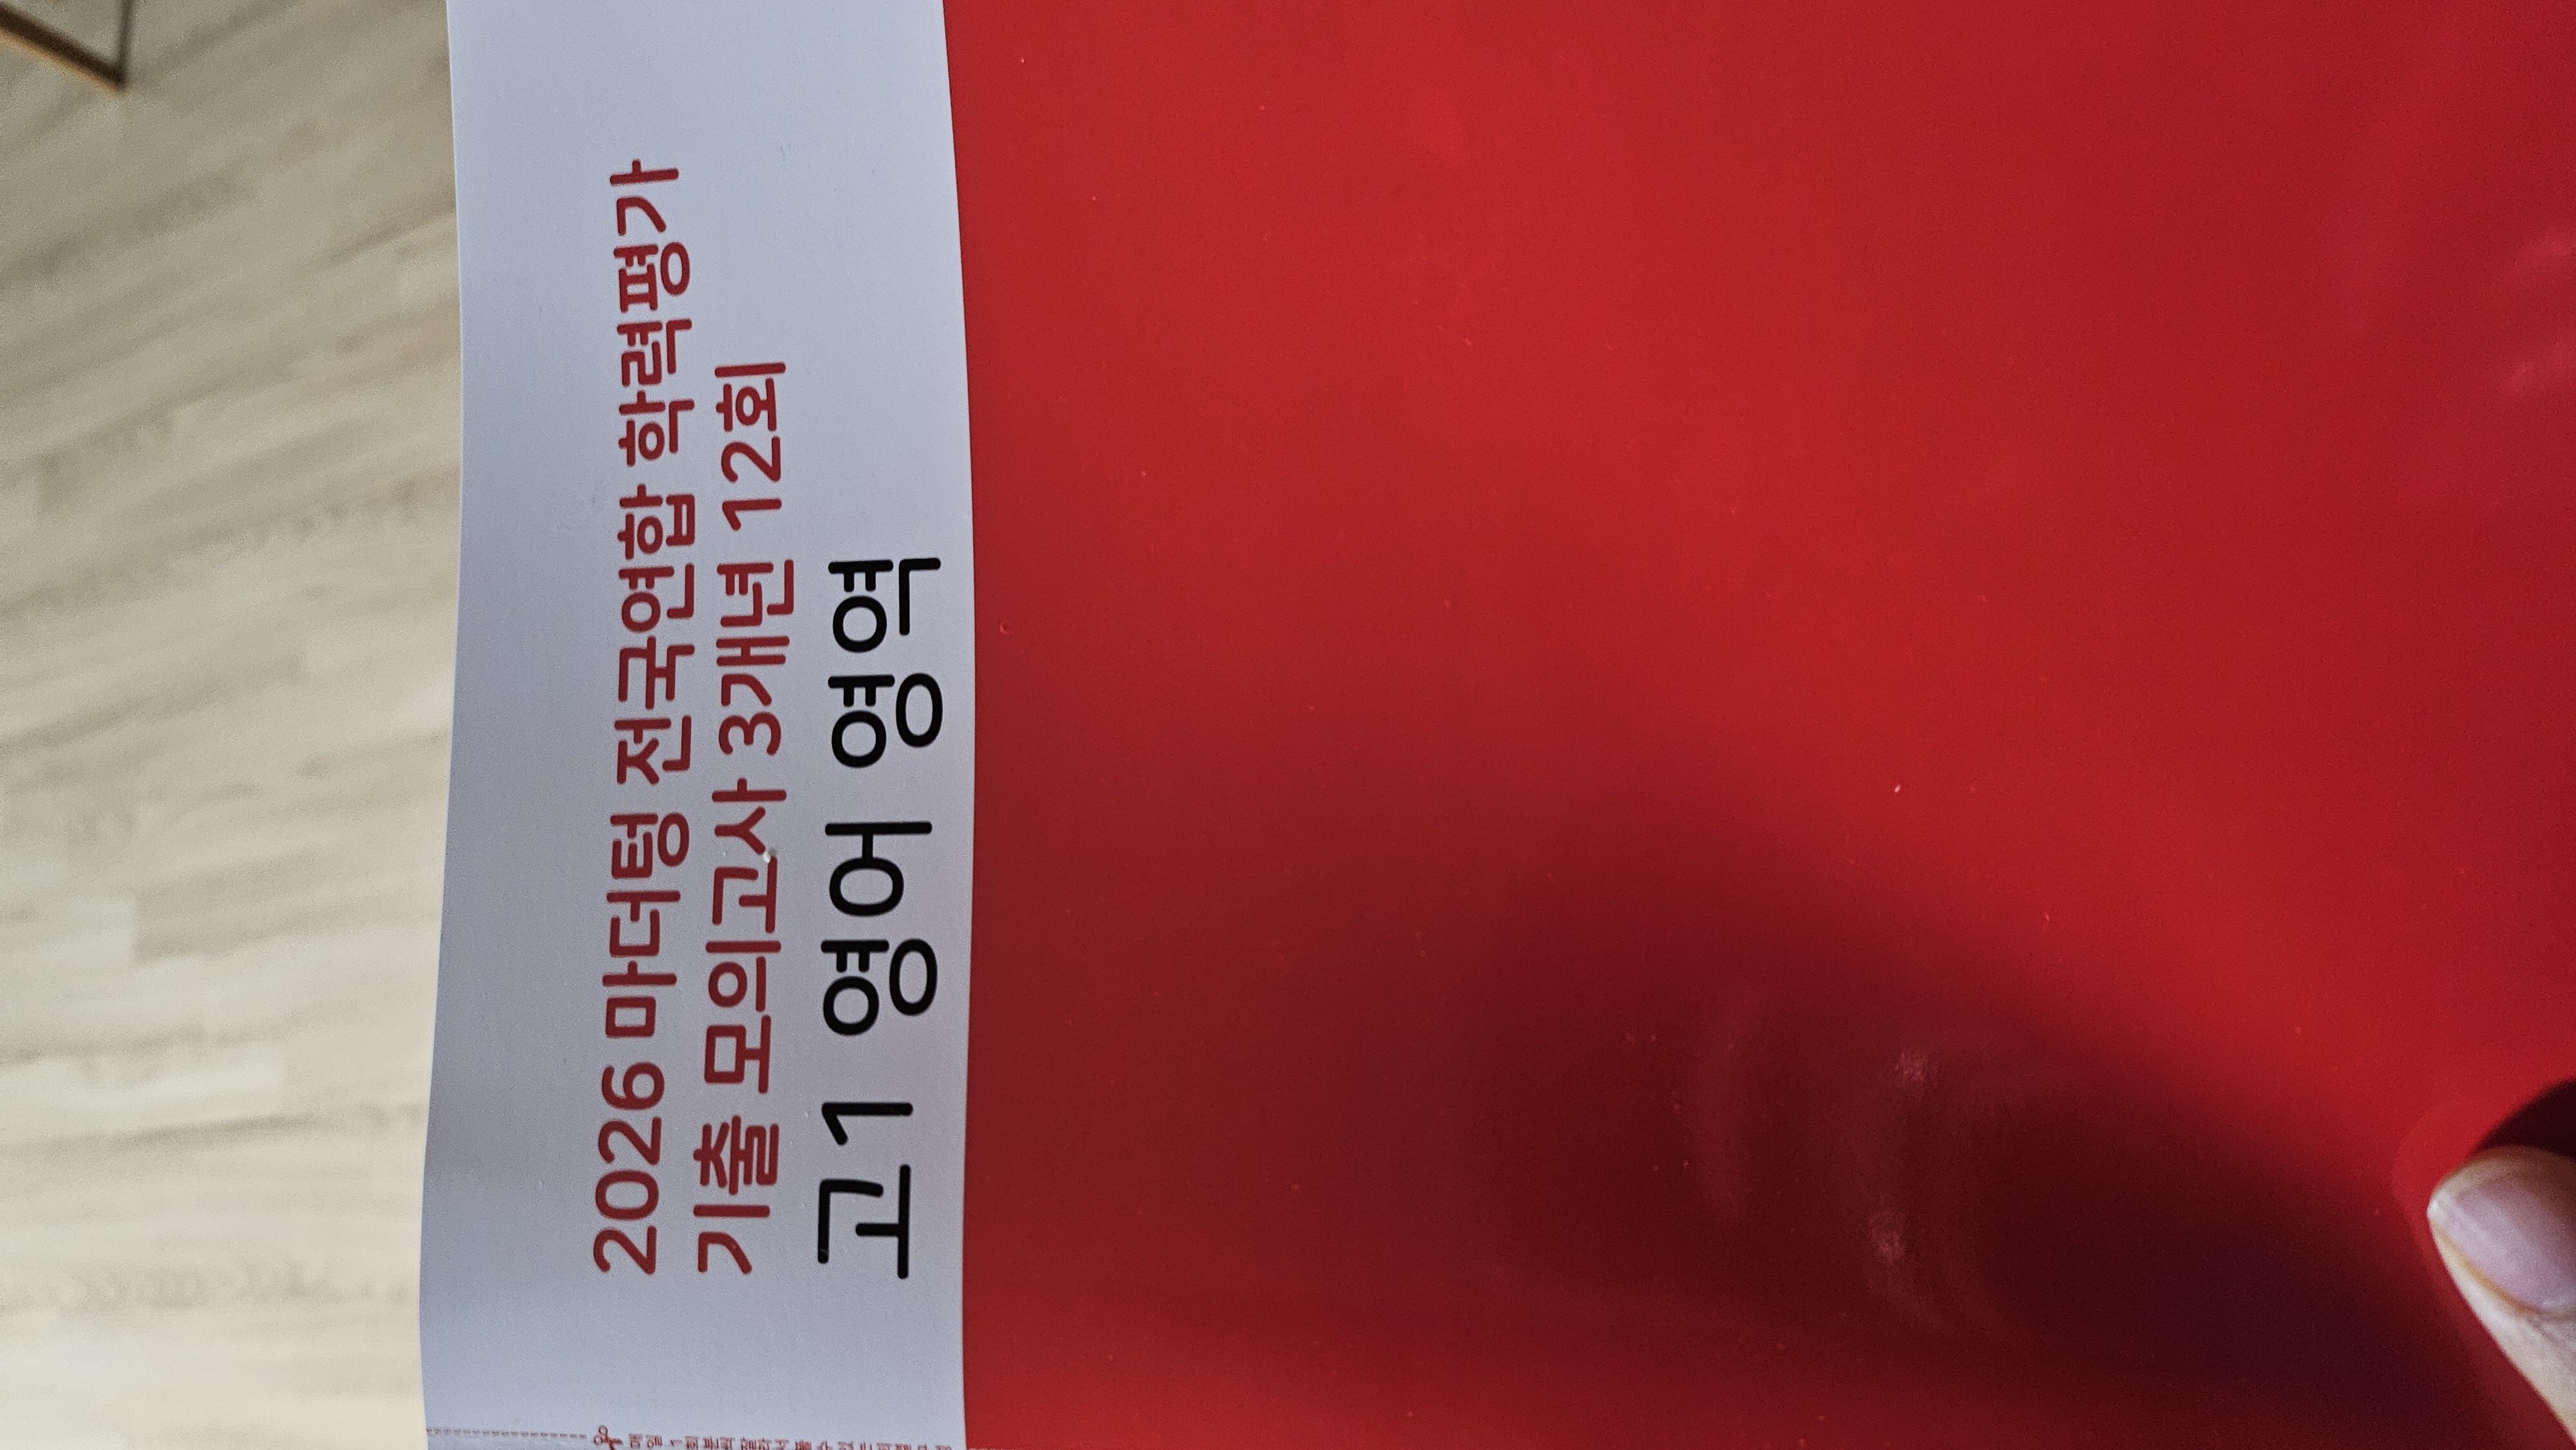 2026 마더텅 전국연합 학력평가
기출 모의고사 3개년 12회
고1 영어 영역